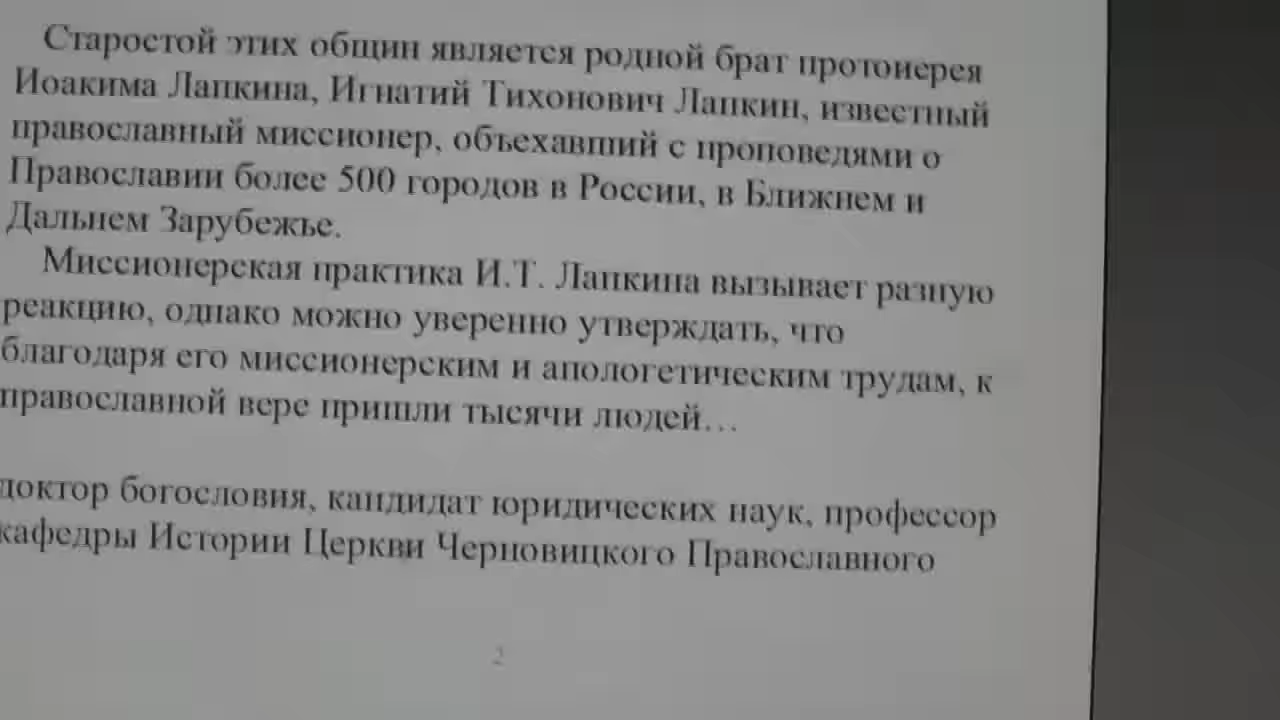 Старостой этих общин является родной брат протоиерея
Иоакима Лапкина, Игнатий Тихонович Лапкин, известный
православный миссионер, объехавший с проповедями о
Православии более 500 городов в России, в Ближнем и
Дальнем Зарубежье.
Миссионерская практика И.Т. Лапкина вызывает разную
реакцию, однако можно уверенно утверждать, что
благодаря его миссионерским и апологетическим трудам, к
православной вере пришли тысячи людей…
доктор богословия, кандидат юридических наук, профессор
кафедры Истории Церкви Черновицкого Православного
2